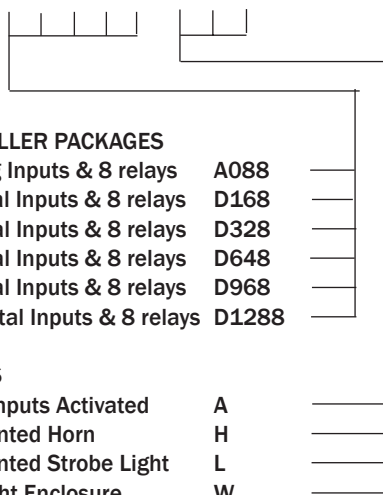 LLER PACKAGES
g Inputs & 8 relays A088
al Inputs & 8 relays D168
al Inputs & 8 relays D328
al Inputs & 8 relays D648
al Inputs & 8 relays D968
tal Inputs & 8 relays D1288
S
nputs Activated A
nted Horn H
nted Strobe Light L
ht Enclosure W